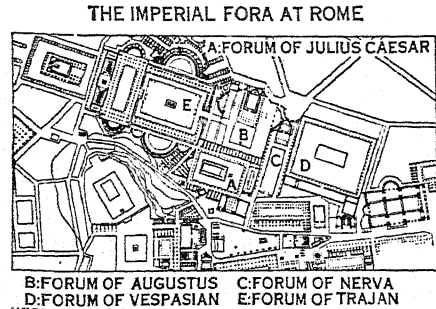 THE IMPERIAL FORA AT ROME
A:FORUM OF JULIUS CAESAR
E
B
C
D
A
B:FORUM OF AUGUSTUS C:FORUM OF NERVA
D:FORUM OF VESPASIAN E:FORUM OF TRAJAN